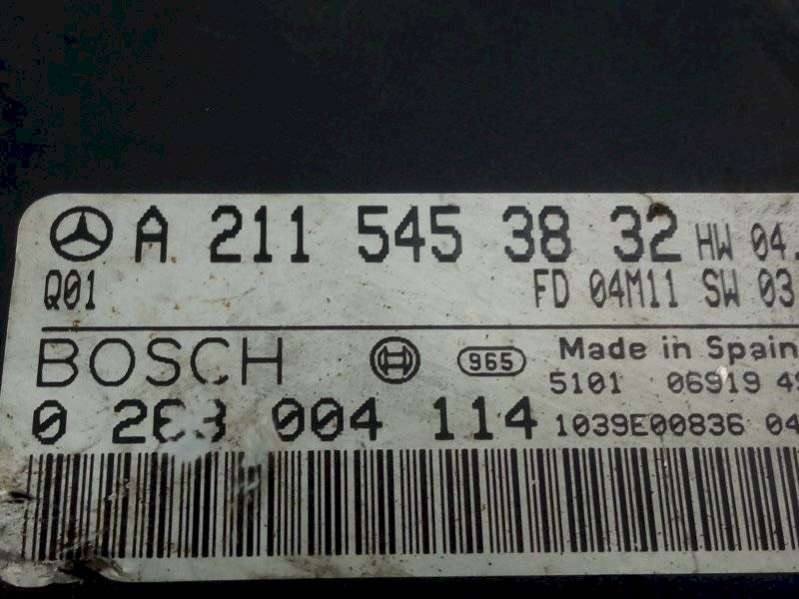 A 211 545 38 32 HW 04.
Q01 FD 04M11 SW 03
BOSCH 965 Made in Spain
5101 06919 4
0 263 004 114 1039E00836 04